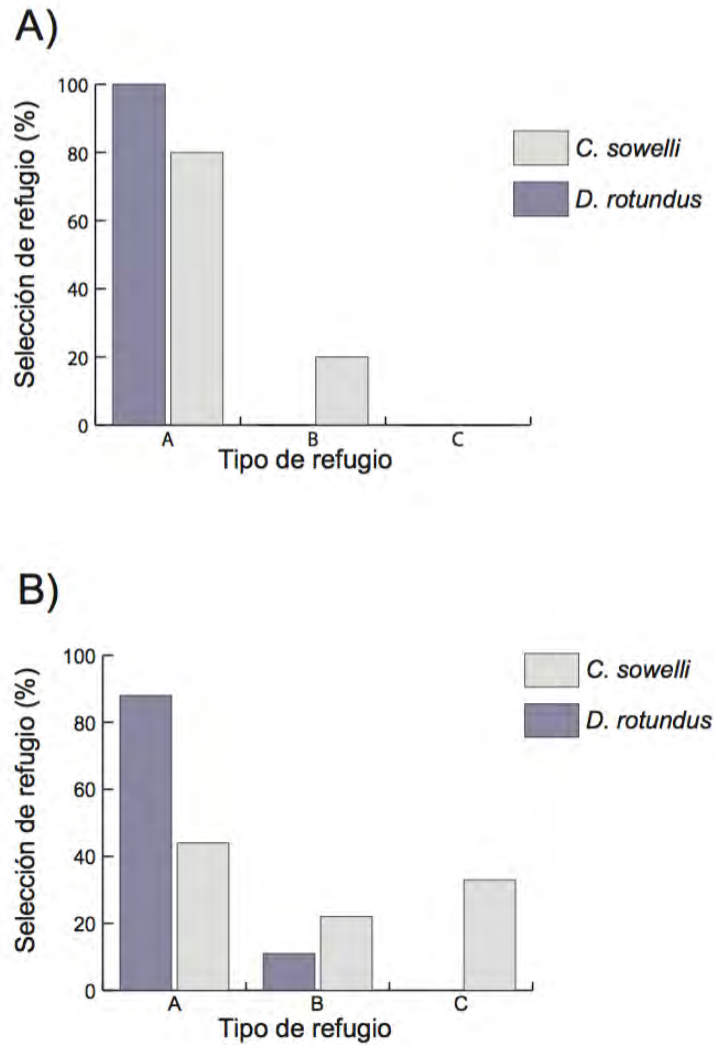 A)
100
80
60
40
20
0
Selección de refugio (%)
A
B
C
Tipo de refugio
C. sowelli
D. rotundus
B)
100
80
60
40
20
0
Selección de refugio (%)
A
B
C
Tipo de refugio
C. sowelli
D. rotundus